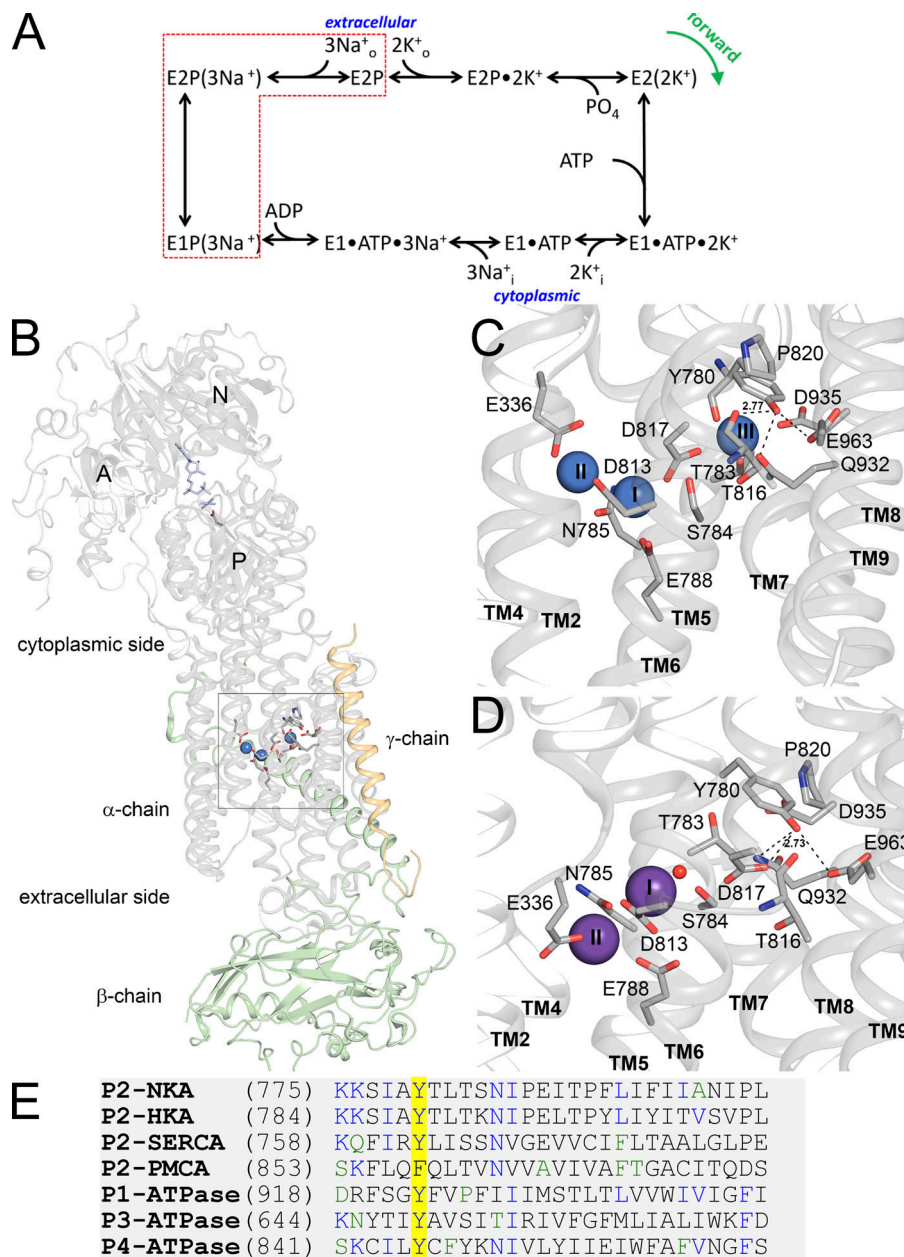 A
extracellular
forward
3Na+o 2K+o
E2P(3Na+) E2P E2P•2K+ E2(2K+)
PO4
ATP
ADP
E1P(3Na+) E1•ATP•3Na+ E1•ATP E1•ATP•2K+
3Na+i 2K+i
cytoplasmic
B
N
A
P
cytoplasmic side
γ-chain
α-chain
extracellular side
β-chain
C
P820
Y780
E336
D935
2.77
III
D817
E963
II
D813
T783
Q932
I
T816
TM8
N785
S784
TM9
E788
TM7
TM4
TM2
TM5
TM6
D
P820
Y780
T783
D935
2.73
E963
N785
I
E336
D817
Q932
S784
II
D813
T816
E788
TM7
TM4
TM8
TM2
TM6
TM9
TM5
E
P2-NKA (775) KKSIAYTLTSNIPEITPFLIFIIANIPL
P2-HKA (784) KKSIAYTLTKNIPELTPYLIYITVSVPL
P2-SERCA (758) KQFIRYLISSNVGEVVCIFLTAALGLPE
P2-PMCA (853) SKFLQFQLTVNVVAVIVAFTGACITQDS
P1-ATPase (918) DRFSGYFVPFIIIMSTLTLVVWIVIGFI
P3-ATPase (644) KNYTIYAVSITIRIVFGFMLIALIWKFD
P4-ATPase (841) SKCILYCFYKNIVLYIIEIWFAFVNGFS